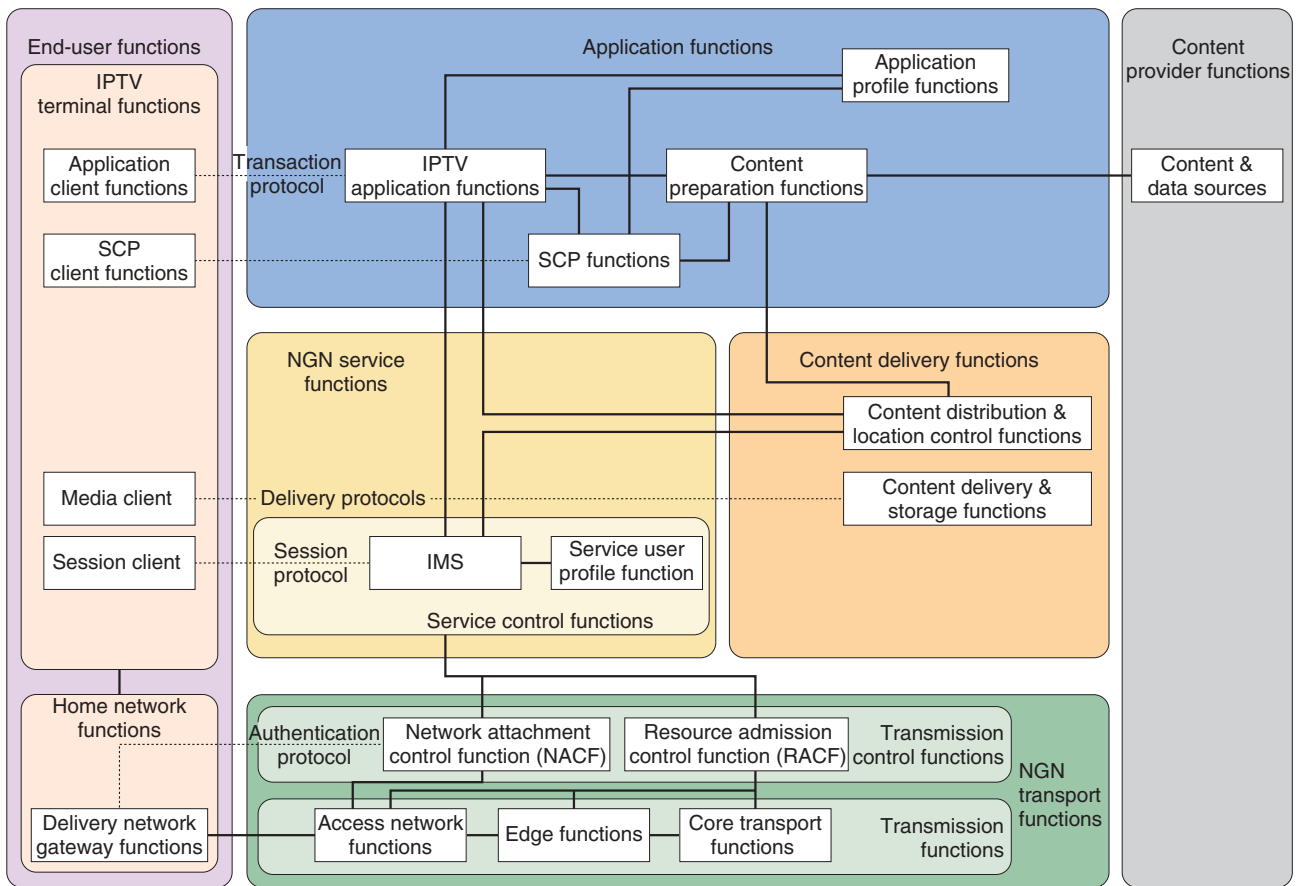 End-user functions
IPTV
terminal functions
Application
client functions
SCP
client functions
Media client
Session client
Home network
functions
Delivery network
gateway functions
Application functions
Application
profile functions
Transaction
protocol
IPTV
application functions
Content
preparation functions
SCP functions
Content
provider functions
Content &
data sources
NGN service
functions
Delivery protocols
Session
protocol
IMS
Service user
profile function
Service control functions
Content delivery functions
Content distribution &
location control functions
Content delivery &
storage functions
Authentication
protocol
Network attachment
control function (NACF)
Resource admission
control function (RACF)
Transmission
control functions
NGN
transport
functions
Access network
functions
Edge functions
Core transport
functions
Transmission
functions